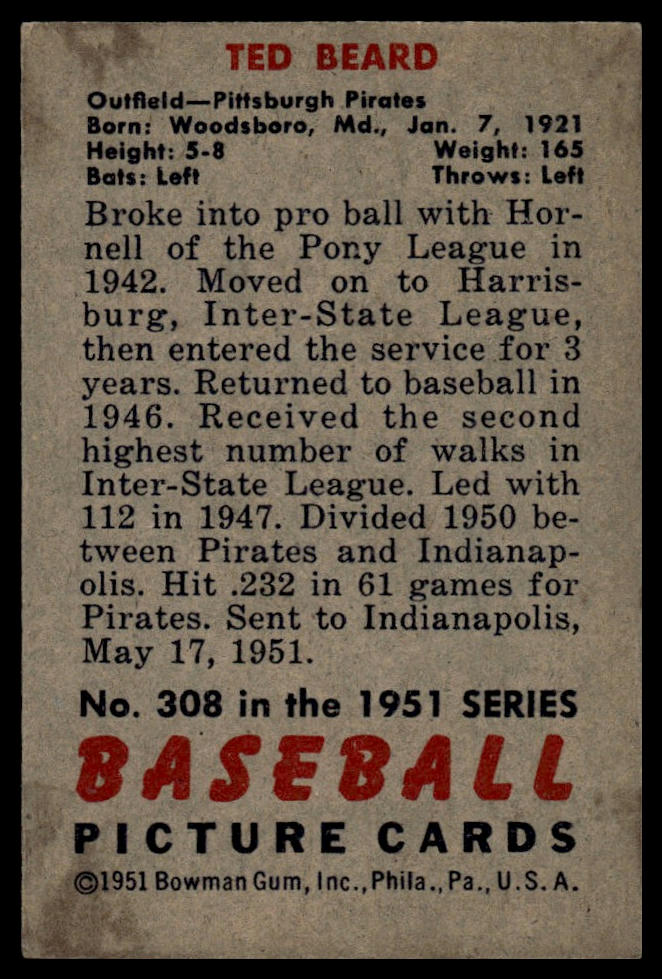 TED BEARD
Outfield—Pittsburgh Pirates
Born: Woodsboro, Md., Jan. 7, 1921
Height: 5-8 Weight: 165
Bats: Left Throws: Left
Broke into pro ball with Hor-
nell of the Pony League in
1942. Moved on to Harris-
burg, Inter-State League,
then entered the service for 3
years. Returned to baseball in
1946. Received the second
highest number of walks in
Inter-State League. Led with
112 in 1947. Divided 1950 be-
tween Pirates and Indianap-
olis. Hit .232 in 61 games for
Pirates. Sent to Indianapolis,
May 17, 1951.
No. 308 in the 1951 SERIES
BASEBALL
PICTURE CARDS
©1951 Bowman Gum, Inc., Phila., Pa., U.S.A.